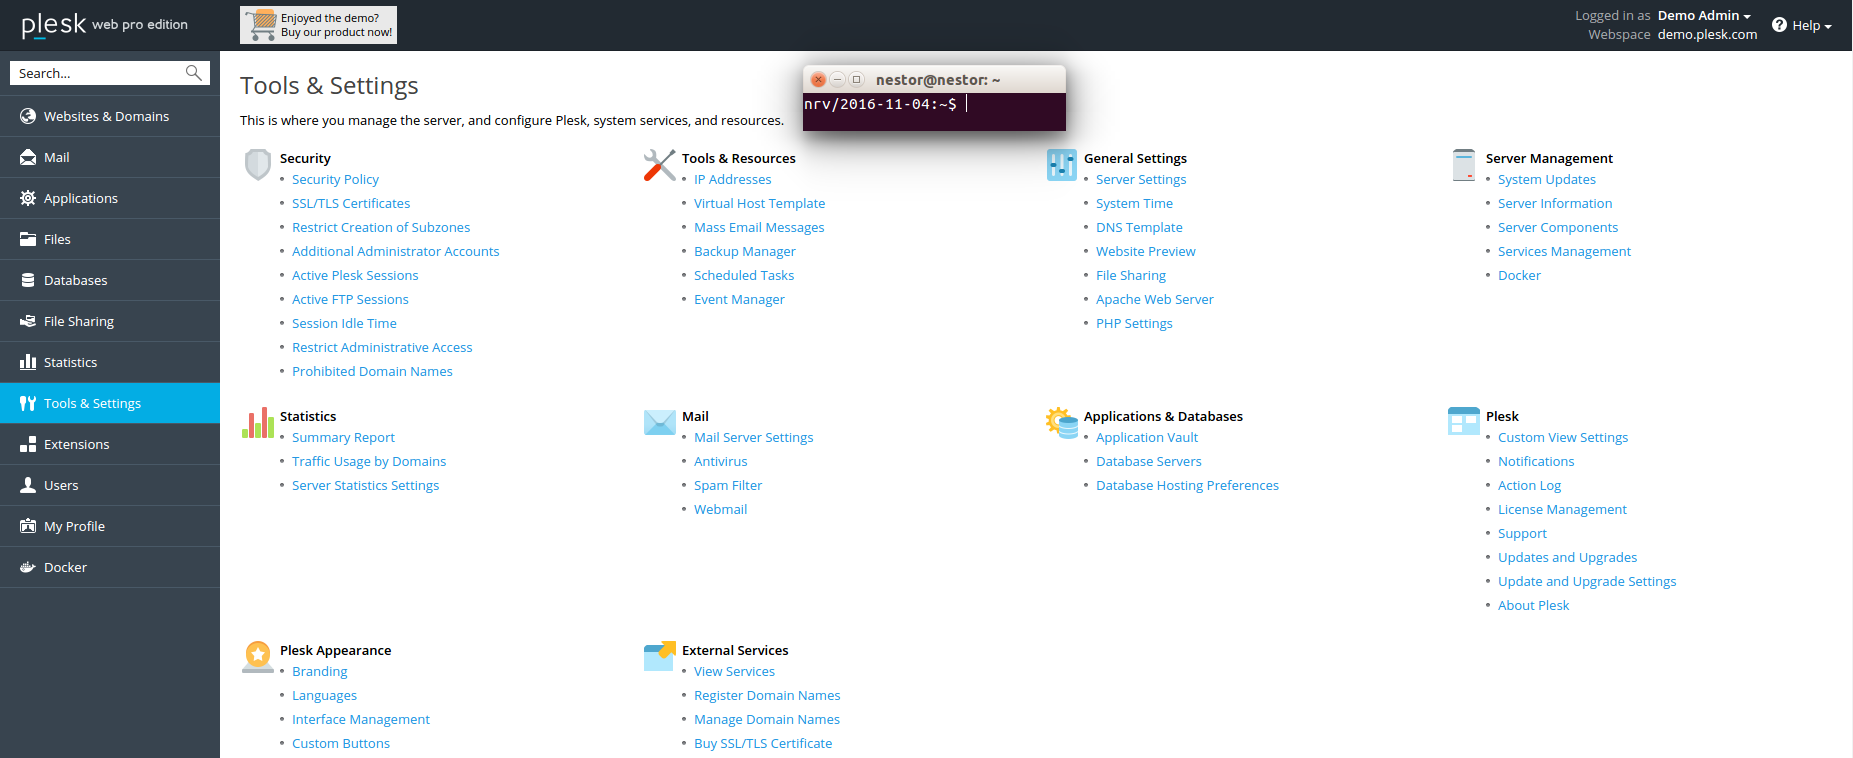 plesk web pro edition
Enjoyed the demo?
Buy our product now!
Logged in as Demo Admin
Webspace demo.plesk.com
Help
Search...
Websites & Domains
Mail
Applications
Files
Databases
File Sharing
Statistics
Tools & Settings
Extensions
Users
My Profile
Docker
Tools & Settings
This is where you manage the server, and configure Plesk, system services, and resources.
nestor@nestor: ~
nrv/2016-11-04:~$
Security
Security Policy
SSL/TLS Certificates
Restrict Creation of Subzones
Additional Administrator Accounts
Active Plesk Sessions
Active FTP Sessions
Session Idle Time
Restrict Administrative Access
Prohibited Domain Names
Tools & Resources
IP Addresses
Virtual Host Template
Mass Email Messages
Backup Manager
Scheduled Tasks
Event Manager
General Settings
Server Settings
System Time
DNS Template
Website Preview
File Sharing
Apache Web Server
PHP Settings
Server Management
System Updates
Server Information
Server Components
Services Management
Docker
Statistics
Summary Report
Traffic Usage by Domains
Server Statistics Settings
Mail
Mail Server Settings
Antivirus
Spam Filter
Webmail
Applications & Databases
Application Vault
Database Servers
Database Hosting Preferences
Plesk
Custom View Settings
Notifications
Action Log
License Management
Support
Updates and Upgrades
Update and Upgrade Settings
About Plesk
Plesk Appearance
Branding
Languages
Interface Management
Custom Buttons
External Services
View Services
Register Domain Names
Manage Domain Names
Buy SSL/TLS Certificate